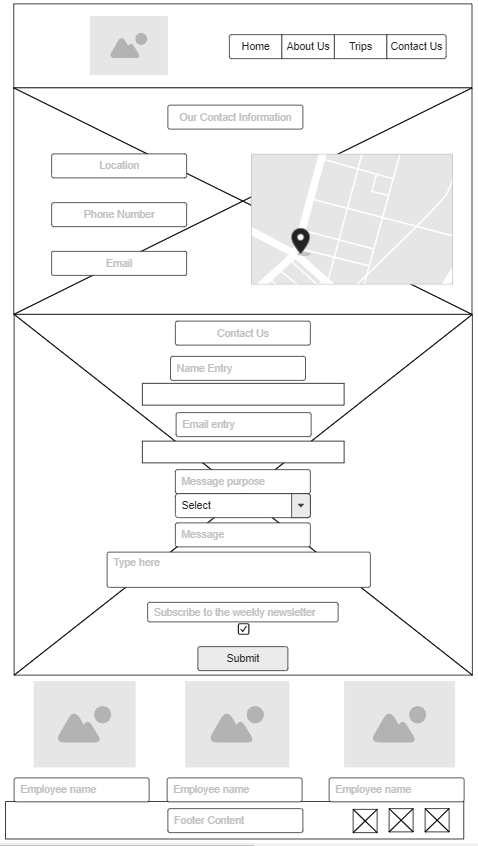 Home About Us Trips Contact Us
Our Contact Information
Location
Phone Number
Email
Contact Us
Name Entry
Email entry
Message purpose
Select
Message
Type here
Subscribe to the weekly newsletter
Submit
Employee name Employee name Employee name
Footer Content